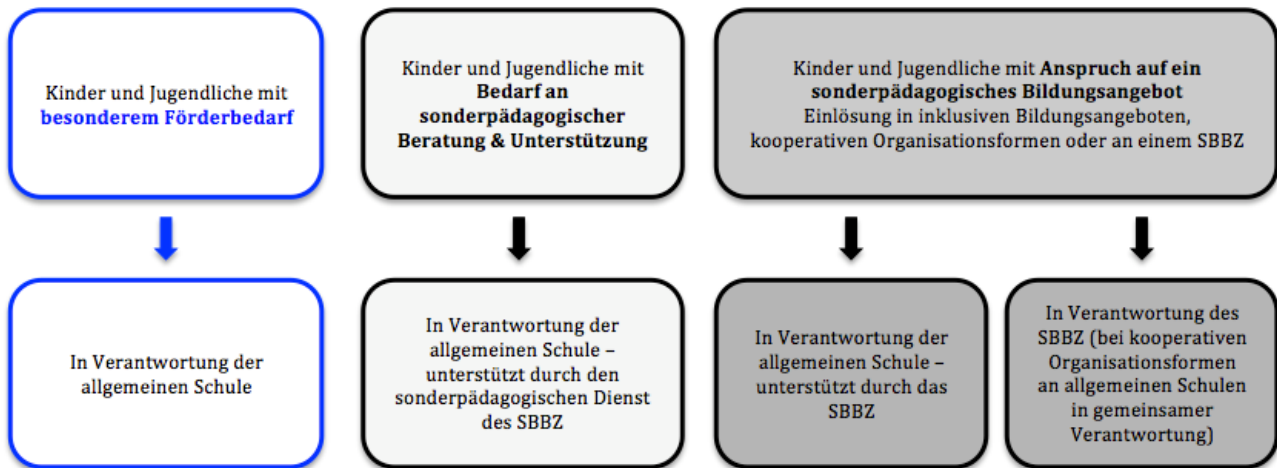 Kinder und Jugendliche mit
besonderem Förderbedarf
Kinder und Jugendliche mit
Bedarf an
sonderpädagogischer
Beratung & Unterstützung
Kinder und Jugendliche mit Anspruch auf ein
sonderpädagogisches Bildungsangebot
Einlösung in inklusiven Bildungsangeboten,
kooperativen Organisationsformen oder an einem SBBZ
In Verantwortung der
allgemeinen Schule
In Verantwortung der
allgemeinen Schule –
unterstützt durch den
sonderpädagogischen Dienst
des SBBZ
In Verantwortung der
allgemeinen Schule –
unterstützt durch das
SBBZ
In Verantwortung des
SBBZ (bei kooperativen
Organisationsformen
an allgemeinen Schulen
in gemeinsamer
Verantwortung)